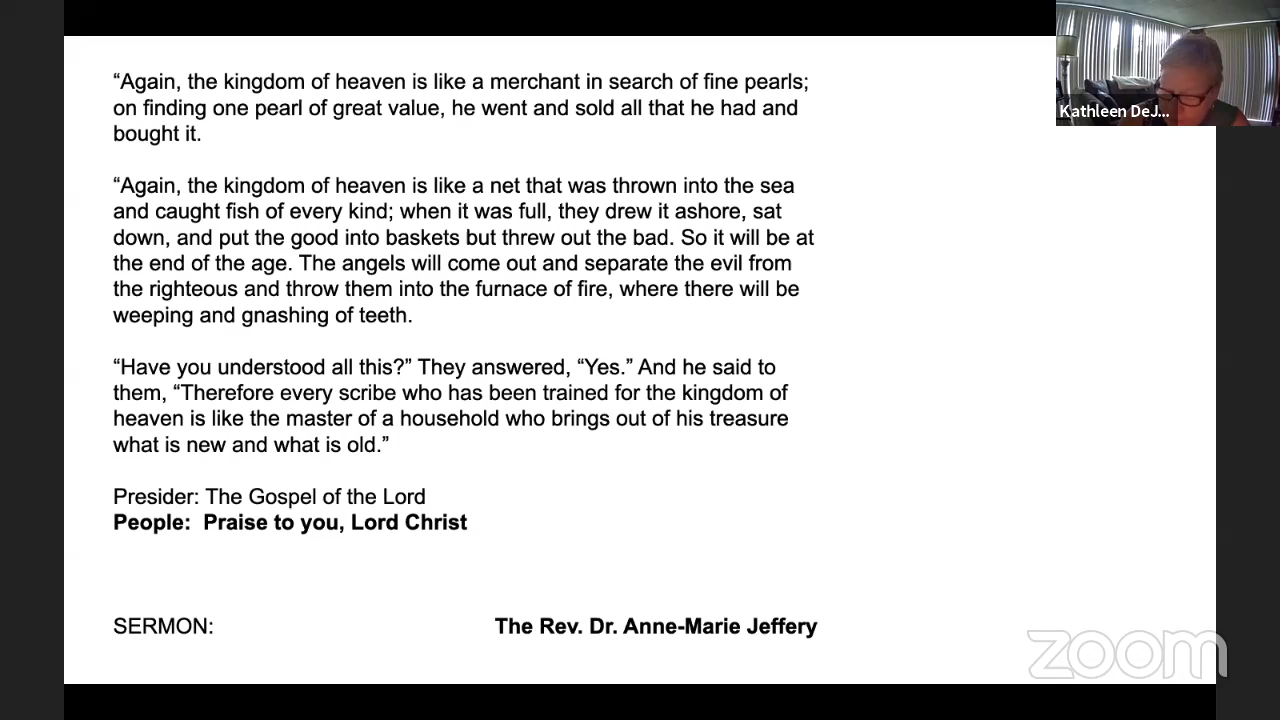 “Again, the kingdom of heaven is like a merchant in search of fine pearls;
on finding one pearl of great value, he went and sold all that he had and
bought it.
“Again, the kingdom of heaven is like a net that was thrown into the sea
and caught fish of every kind; when it was full, they drew it ashore, sat
down, and put the good into baskets but threw out the bad. So it will be at
the end of the age. The angels will come out and separate the evil from
the righteous and throw them into the furnace of fire, where there will be
weeping and gnashing of teeth.
“Have you understood all this?” They answered, “Yes.” And he said to
them, “Therefore every scribe who has been trained for the kingdom of
heaven is like the master of a household who brings out of his treasure
what is new and what is old.”
Presider: The Gospel of the Lord
People: Praise to you, Lord Christ
SERMON: The Rev. Dr. Anne-Marie Jeffery
Kathleen DeJ...
zoom